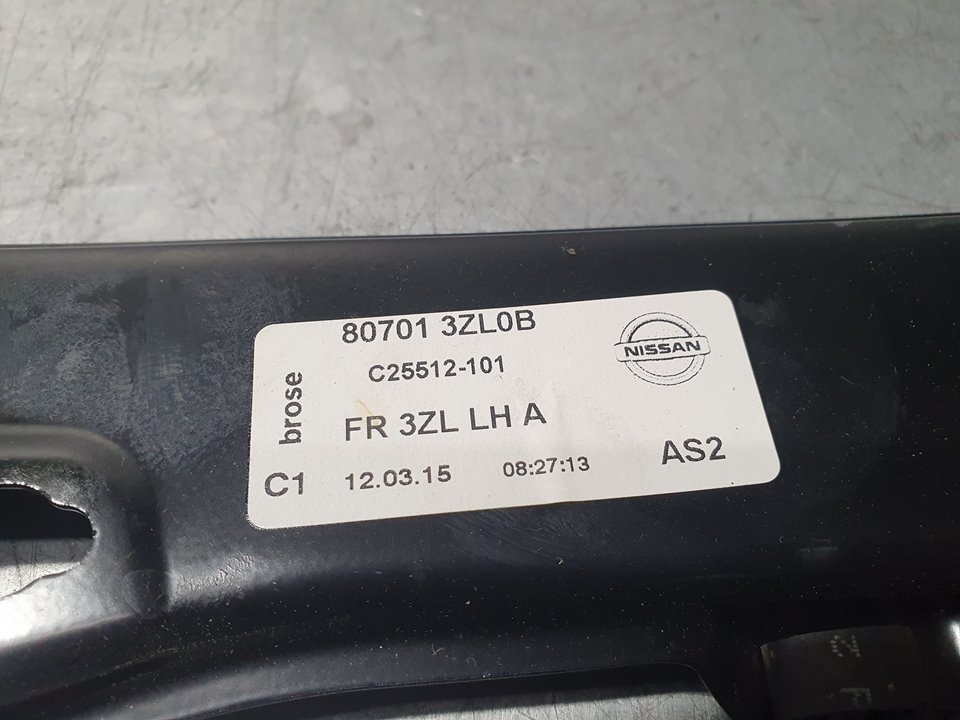 80701 3ZL0B
C25512-101
NISSAN
brose
FR 3ZL LH A
C1 12.03.15 08:27:13 AS2